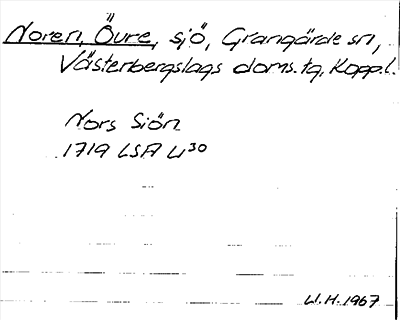 Noren, Övre, sjö, Grangärde sn,
Västerbergslags doms.tg, Kopp.l.
Nors Siön
1719 LSA U30
W.H. 1967